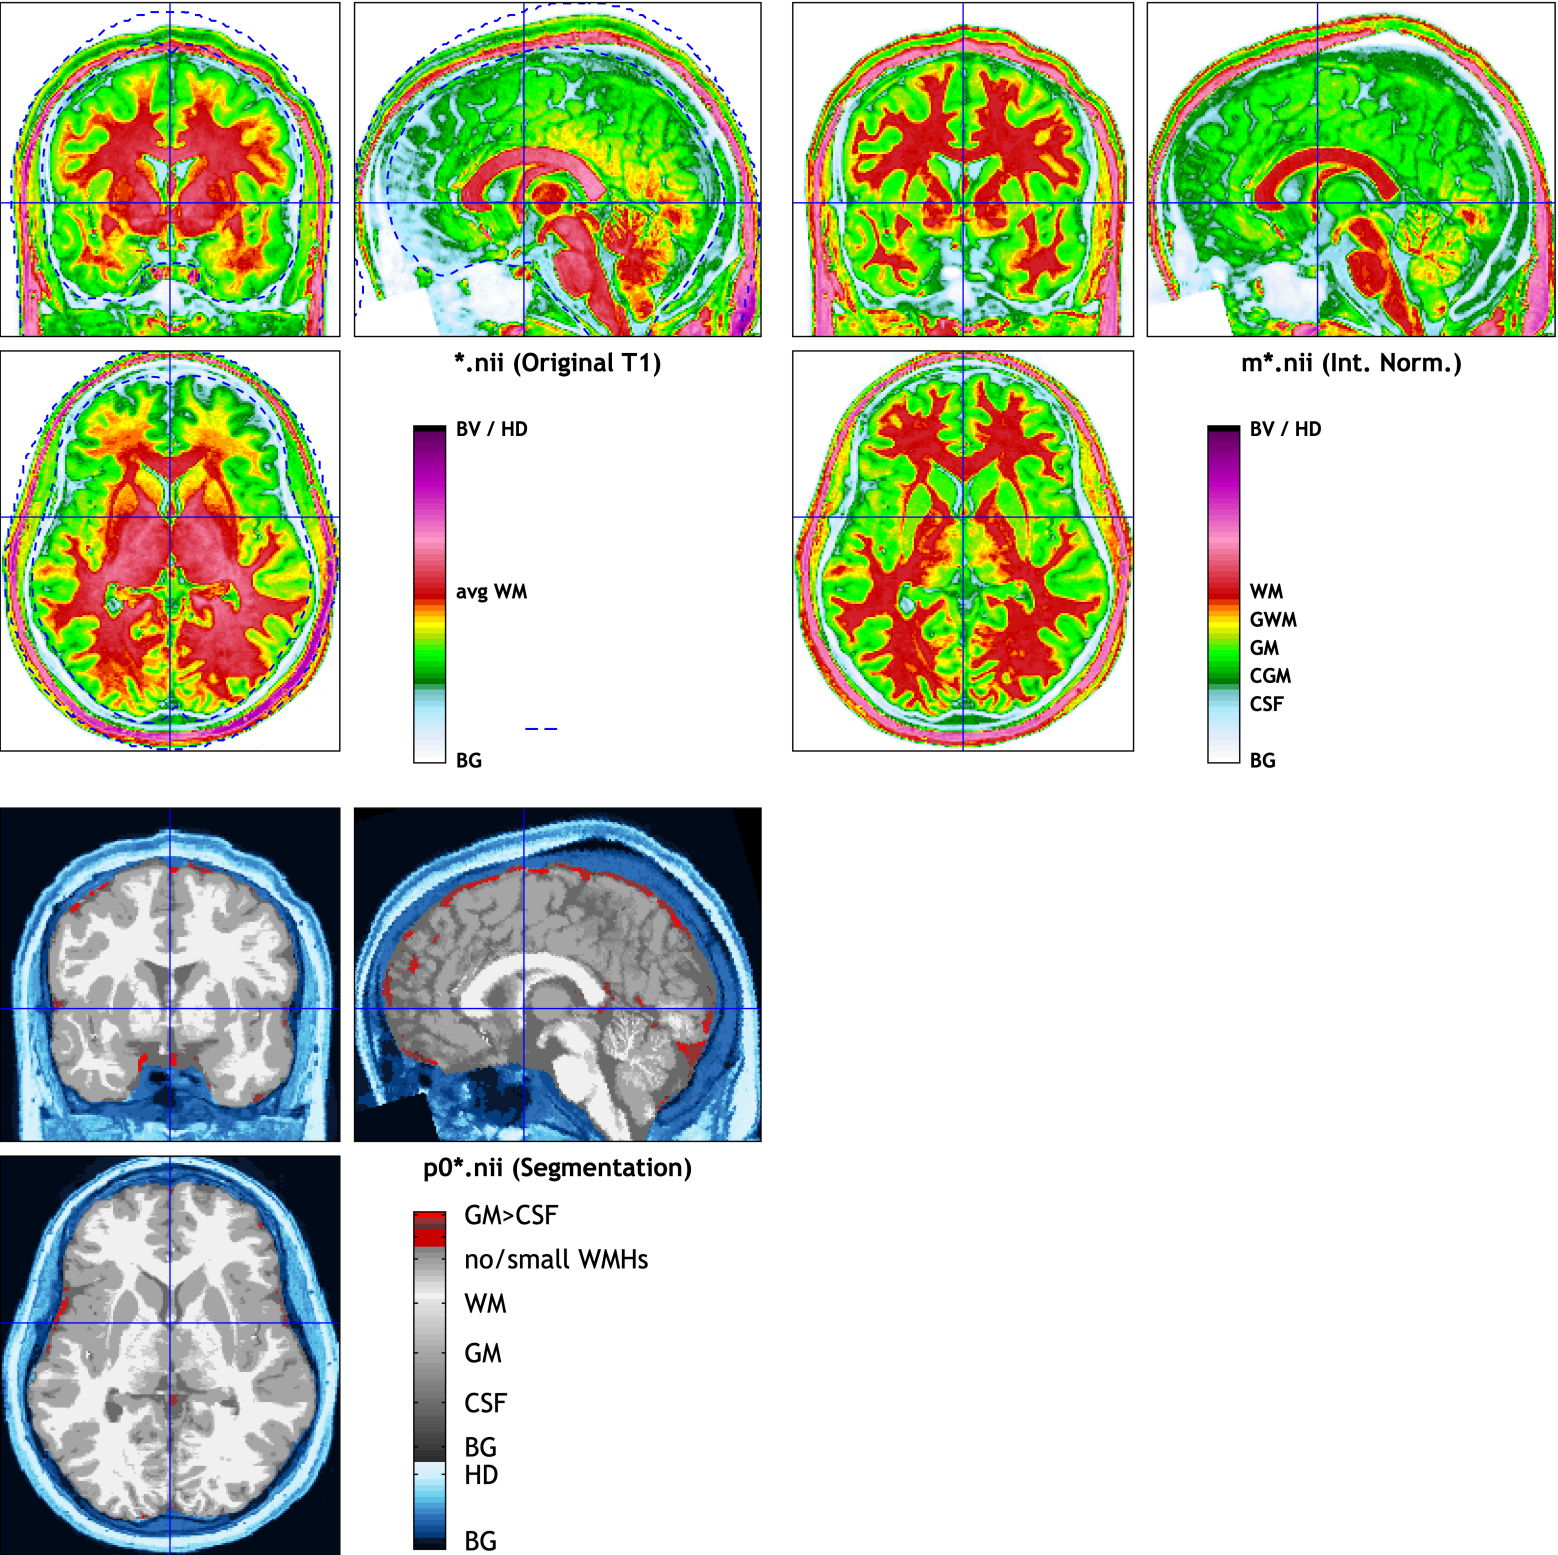 *.nii (Original T1)
BV / HD
avg WM
BG
m*.nii (Int. Norm.)
BV / HD
WM
GWM
GM
CGM
CSF
BG
p0*.nii (Segmentation)
GM>CSF
no/small WMHs
WM
GM
CSF
BG
HD
BG